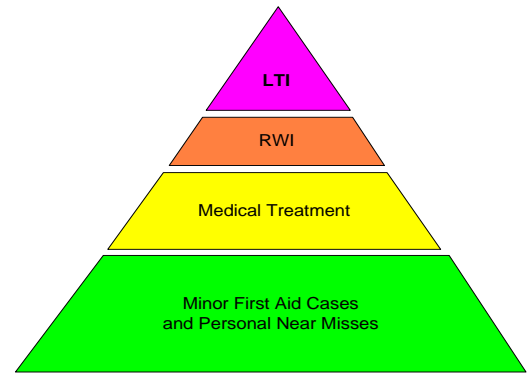 LTI
RWI
Medical Treatment
Minor First Aid Cases
and Personal Near Misses